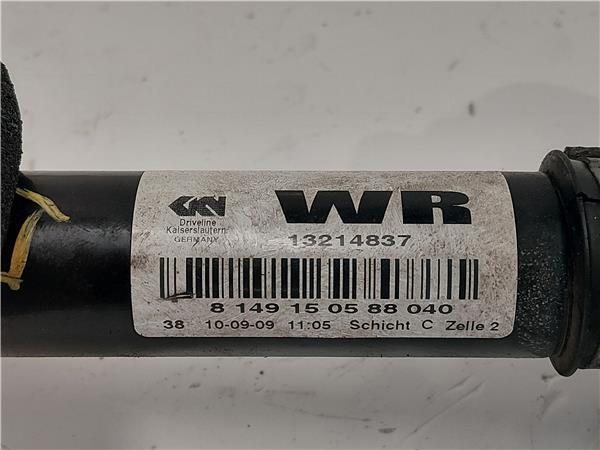 GKN
WR
Driveline
Kaiserslautern
GERMANY
13214837
8 149 15 05 88 040
38 10-09-09 11:05 Schicht C Zelle 2